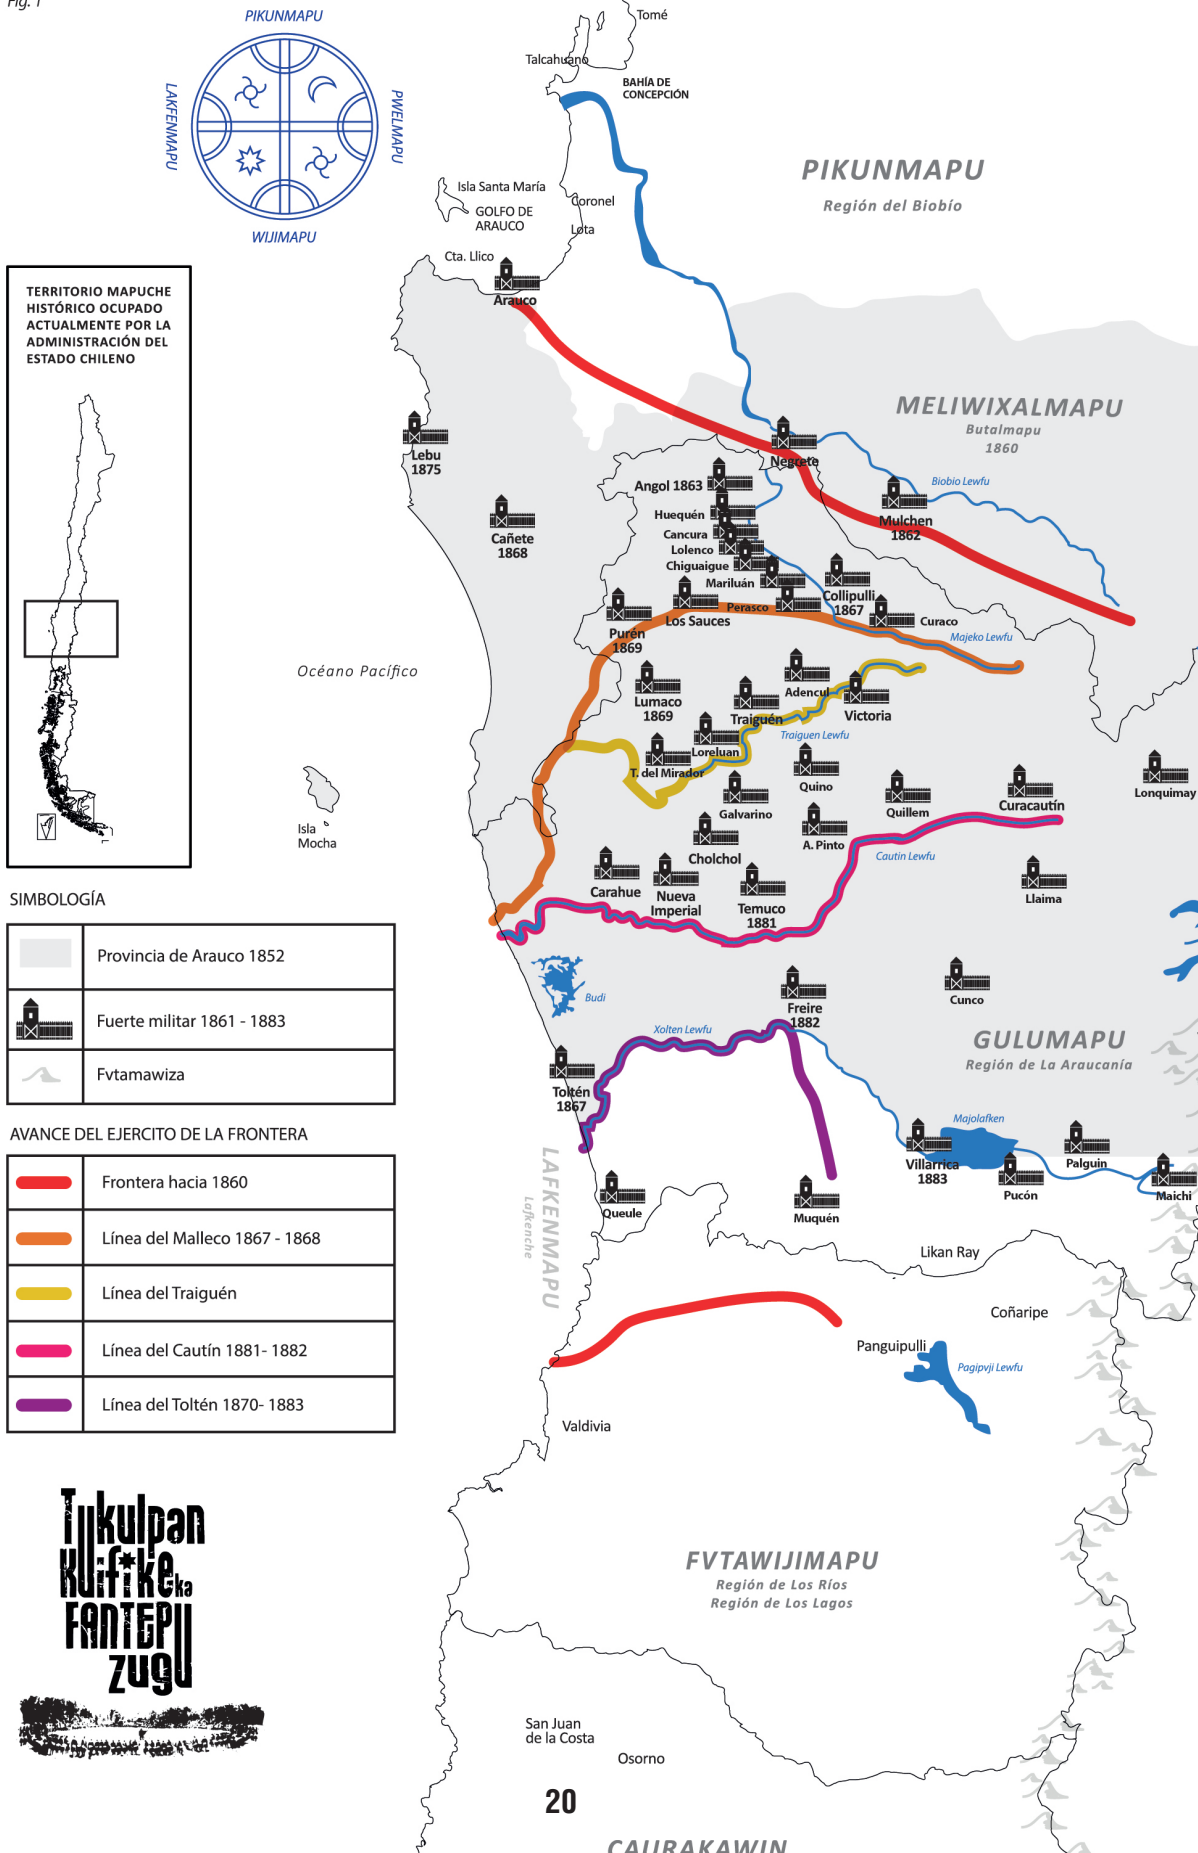 Fig. 1
PIKUNMAPU
LAKFENMAPU
PWELMAPU
WIJIMAPU
Tomé
Talcahuano
BAHÍA DE
CONCEPCIÓN
PIKUNMAPU
Región del Biobío
Isla Santa María
GOLFO DE
ARAUCO
Coronel
Lota
Cta. Llico
Arauco
TERRITORIO MAPUCHE
HISTÓRICO OCUPADO
ACTUALMENTE POR LA
ADMINISTRACIÓN DEL
ESTADO CHILENO
MELIWIXALMAPU
Butalmapu
1860
Lebu
1875
Negrete
Biobio Lewfu
Angol 1863
Huequén
Cancura
Lolenco
Chiguaigue
Mariluán
Mulchen
1862
Cañete
1868
Collipulli
1867
Perasco
Los Sauces
Curaco
Purén
1869
Majeko Lewfu
Océano Pacífico
Lumaco
1869
Adencul
Traiguén
Victoria
Traiguen Lewfu
Loreluan
T. del Mirador
Quino
Galvarino
Quillem
Curacautín
Lonquimay
Isla
Mocha
A. Pinto
Cholchol
Cautin Lewfu
Carahue
Nueva
Imperial
Temuco
1881
Llaima
SIMBOLOGÍA
Provincia de Arauco 1852
Fuerte militar 1861 - 1883
Fvtamawiza
Budi
Freire
1882
Cunco
Xolten Lewfu
GULUMAPU
Región de La Araucanía
Toltén
1867
AVANCE DEL EJERCITO DE LA FRONTERA
Frontera hacia 1860
Línea del Malleco 1867 - 1868
Línea del Traiguén
Línea del Cautín 1881- 1882
Línea del Toltén 1870- 1883
Majolafken
Villarrica
1883
Palguin
Pucón
Maichi
LAFKENMAPU
Lafkenche
Queule
Muquén
Likan Ray
Coñaripe
Panguipulli
Pagipvji Lewfu
Valdivia
Tukulpan
Kuifike ka
FANTEPU
zugu
FVTAWIJIMAPU
Región de Los Ríos
Región de Los Lagos
San Juan
de la Costa
Osorno
20
CAURAKAWIN